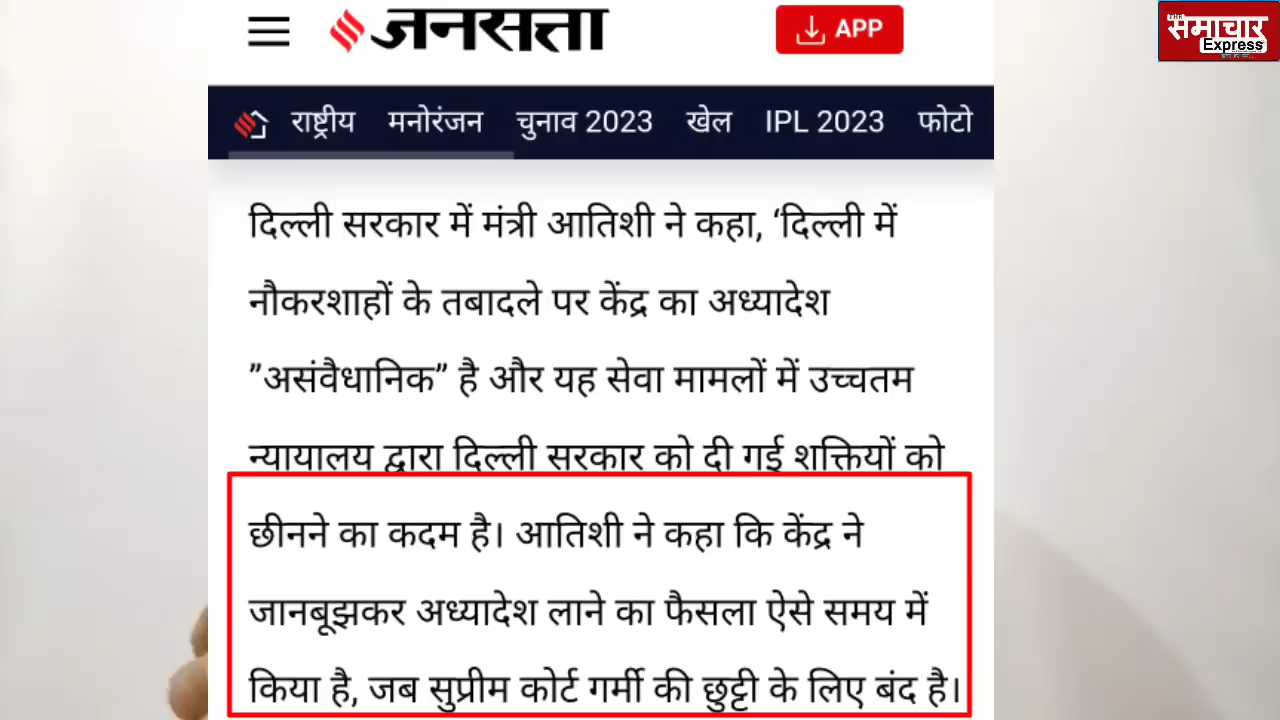 जनसत्ता
APP
THE
समाचार
Express
राष्ट्रीय मनोरंजन चुनाव 2023 खेल IPL 2023 फोटो
दिल्ली सरकार में मंत्री आतिशी ने कहा, ‘दिल्ली में
नौकरशाहों के तबादले पर केंद्र का अध्यादेश
”असंवैधानिक” है और यह सेवा मामलों में उच्चतम
न्यायालय द्वारा दिल्ली सरकार को दी गई शक्तियों को
छीनने का कदम है। आतिशी ने कहा कि केंद्र ने
जानबूझकर अध्यादेश लाने का फैसला ऐसे समय में
किया है, जब सुप्रीम कोर्ट गर्मी की छुट्टी के लिए बंद है।